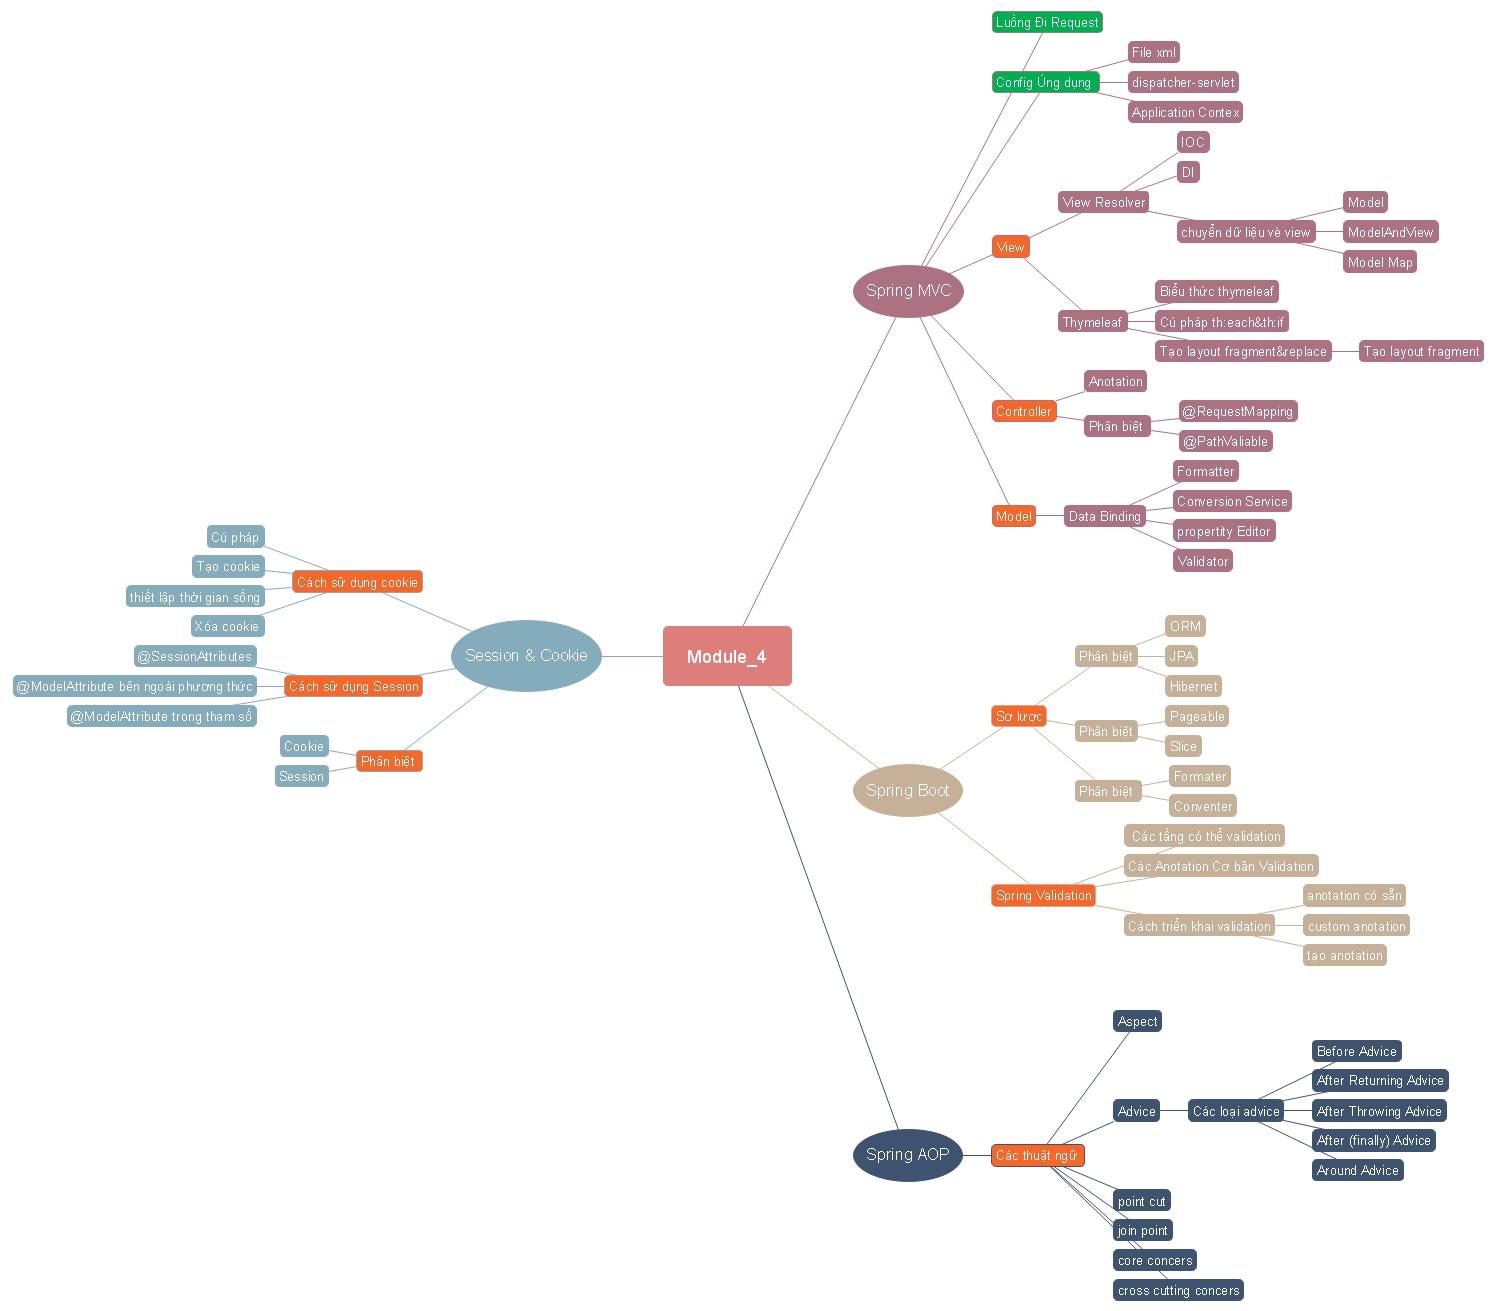 Module_4
Spring MVC
Luồng Đi Request
Config Ứng dụng
File xml
dispatcher-servlet
Application Contex
View
View Resolver
IOC
DI
chuyển dữ liệu vè view
Model
ModelAndView
Model Map
Thymeleaf
Biểu thức thymeleaf
Cú pháp th:each&th:if
Tạo layout fragment&replace
Tạo layout fragment
Controller
Anotation
Phân biệt
@RequestMapping
@PathValiable
Model
Data Binding
Formatter
Conversion Service
propertity Editor
Validator
Spring Boot
Sơ lược
Phân biệt
ORM
JPA
Hibernet
Phân biệt
Pageable
Slice
Phân biệt
Formater
Conventer
Spring Validation
Các tầng có thể validation
Các Anotation Cơ bản Validation
Cách triển khai validation
anotation có sẵn
custom anotation
tạo anotation
Spring AOP
Các thuật ngữ
Aspect
Advice
Các loại advice
Before Advice
After Returning Advice
After Throwing Advice
After (finally) Advice
Around Advice
point cut
join point
core concers
cross cutting concers
Session & Cookie
Cách sử dụng cookie
Cú pháp
Tạo cookie
thiết lập thời gian sống
Xóa cookie
Cách sử dụng Session
@SessionAttributes
@ModelAttribute bên ngoài phương thức
@ModelAttribute trong tham số
Phân biệt
Cookie
Session